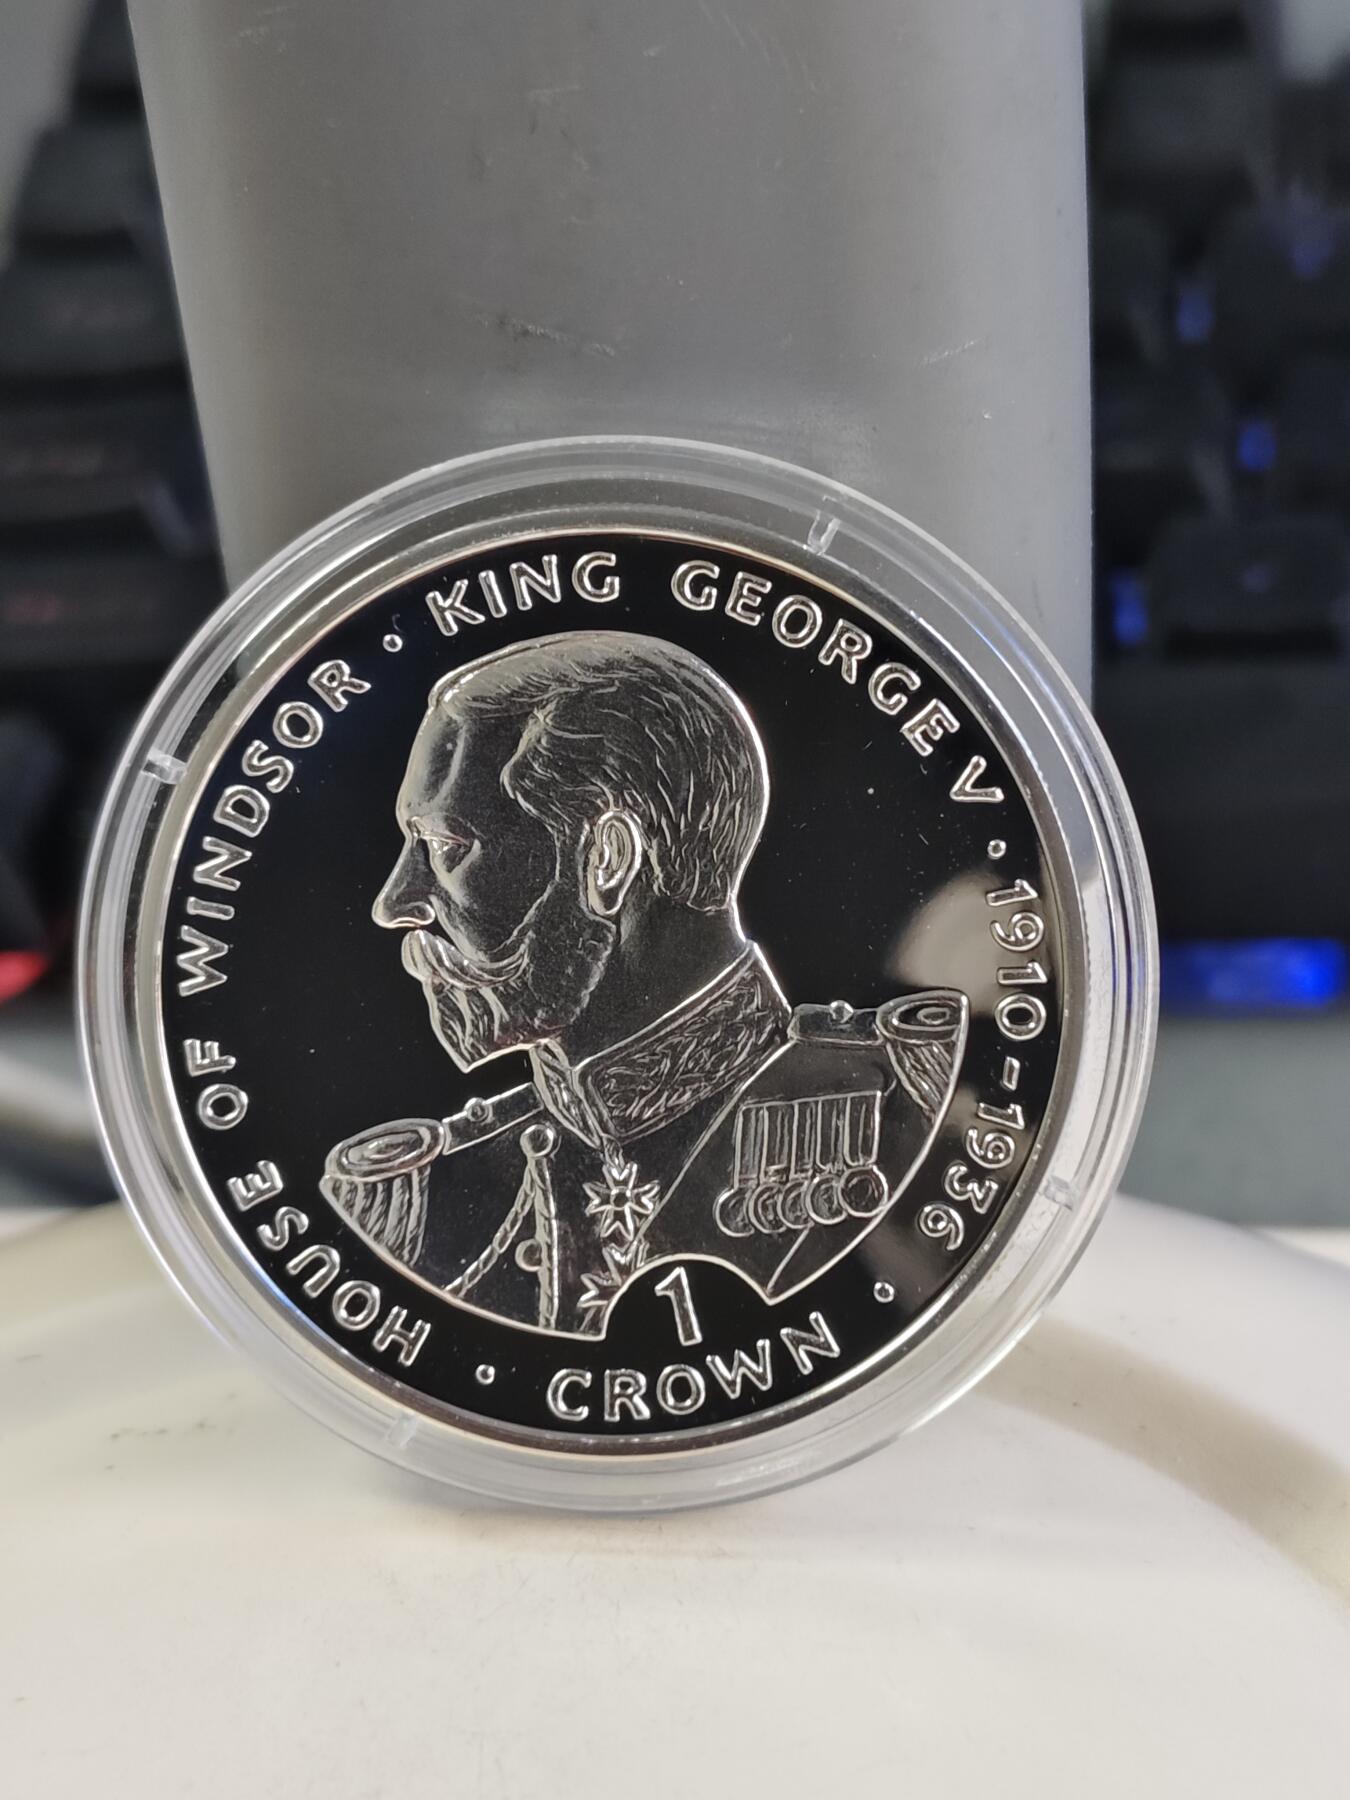 HOUSE OF WINDSOR · KING GEORGE V · 1910-1936 ·
1
CROWN ·